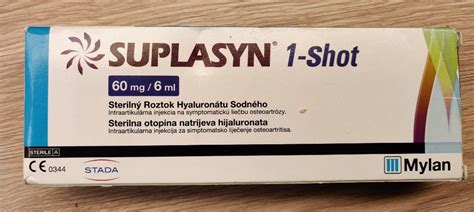 SUPLASYN® 1-Shot
60 mg / 6 ml
Sterilný Roztok Hyaluronátu Sodného
Intraartikulárna injekcia na symptomatickú liečbu osteoartrózy.
Sterilna otopina natrijeva hijaluronata
Intraartikularna injekcija za simptomatsko liječenje osteoartritisa.
STERILE A
CE 0344
STADA
Mylan